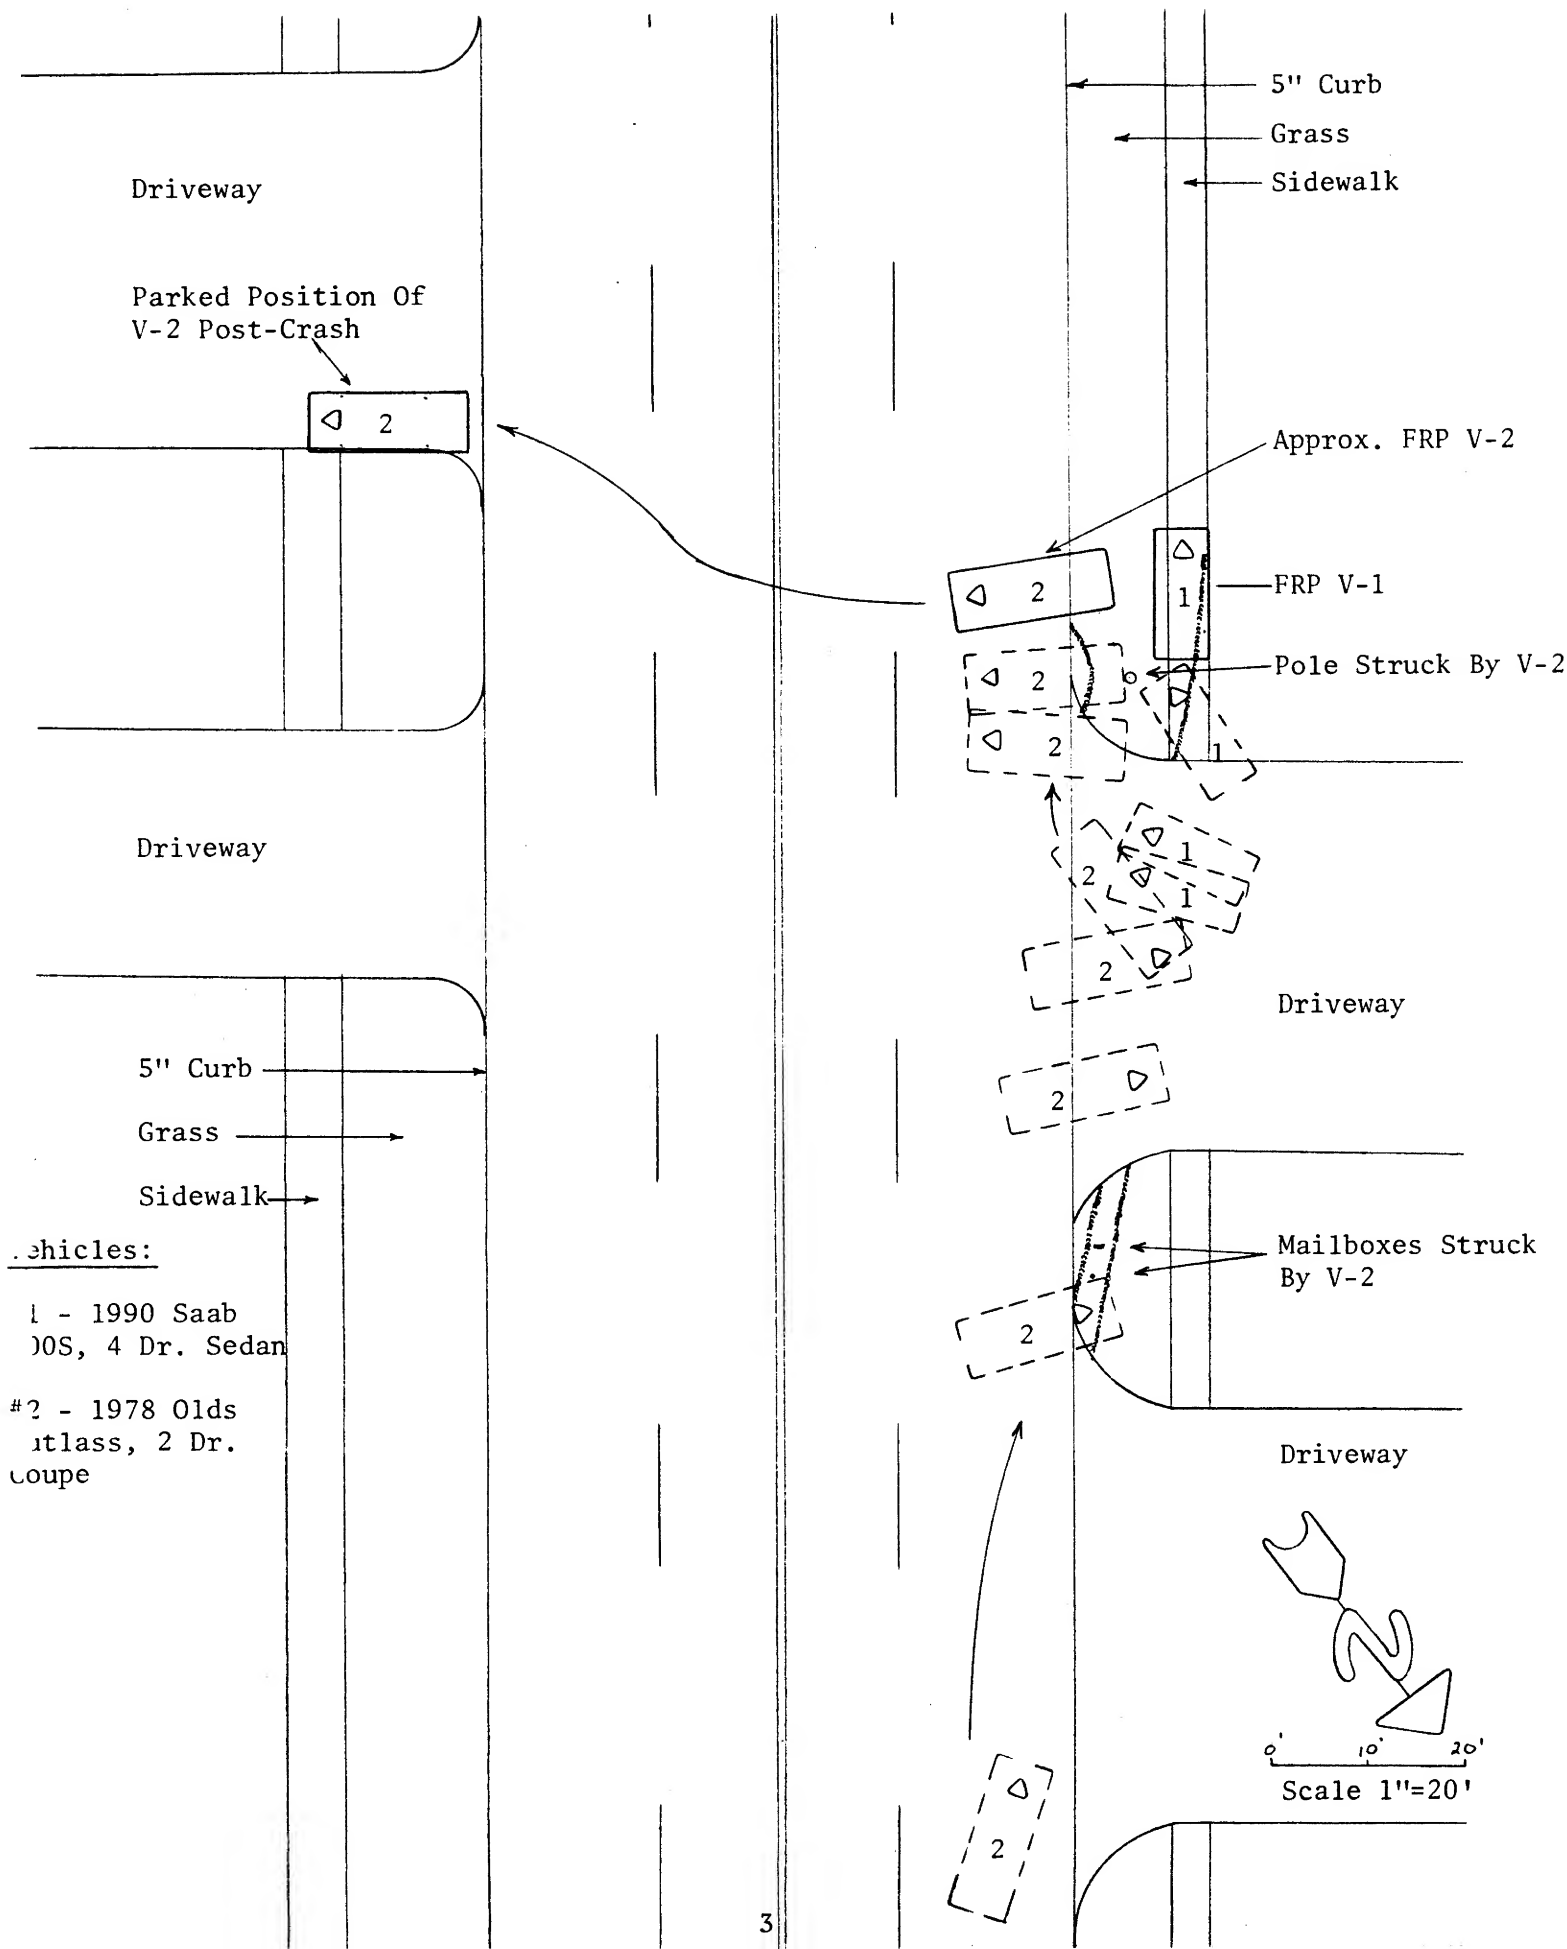 5" Curb
Grass
Sidewalk
Driveway
Parked Position Of
V-2 Post-Crash
2
Approx. FRP V-2
2
1
FRP V-1
2
Pole Struck By V-2
2
1
Driveway
1
2
1
2
Driveway
5" Curb
2
Grass
Sidewalk
Mailboxes Struck
By V-2
2
- 1990 Saab
4 Dr. Sedan
- 1978 Olds
2 Dr.
Driveway
N
0' 10' 20'
Scale 1"=20'
2
3